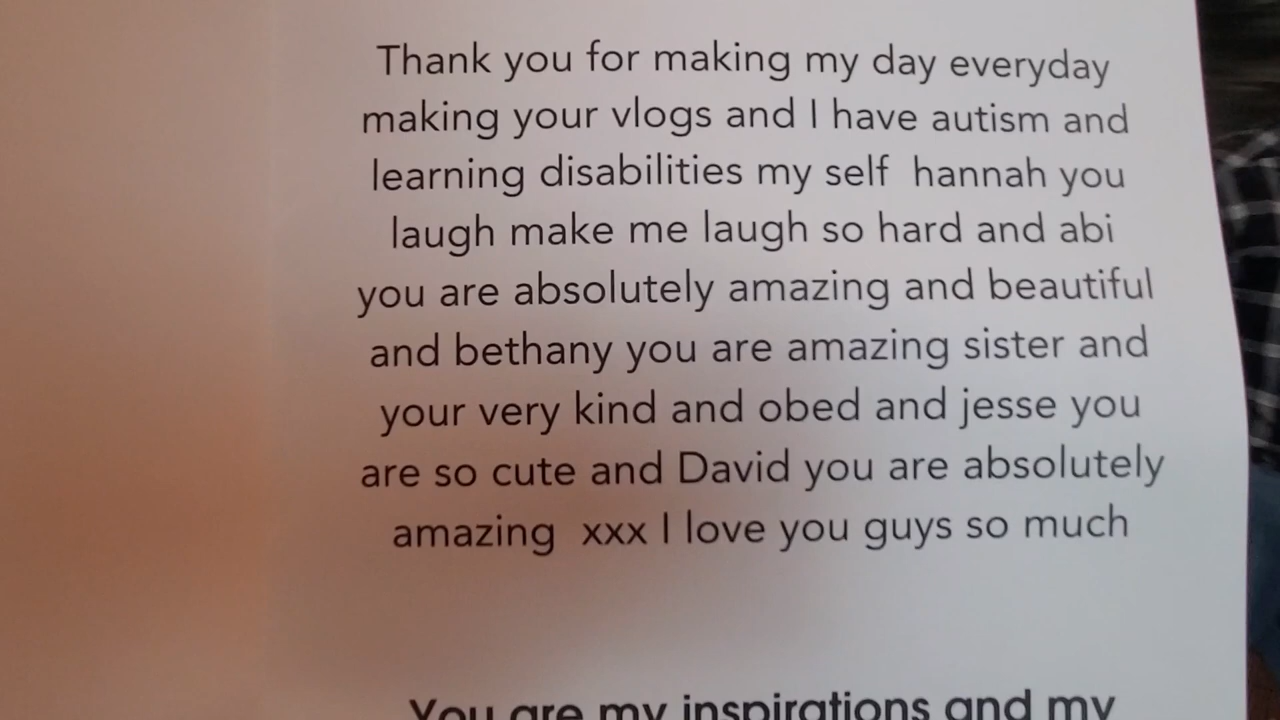 Thank you for making my day everyday
making your vlogs and I have autism and
learning disabilities my self  hannah you
laugh make me laugh so hard and abi
you are absolutely amazing and beautiful
and bethany you are amazing sister and
your very kind and obed and jesse you
are so cute and David you are absolutely
amazing  xxx I love you guys so much
You are my inspirations and my